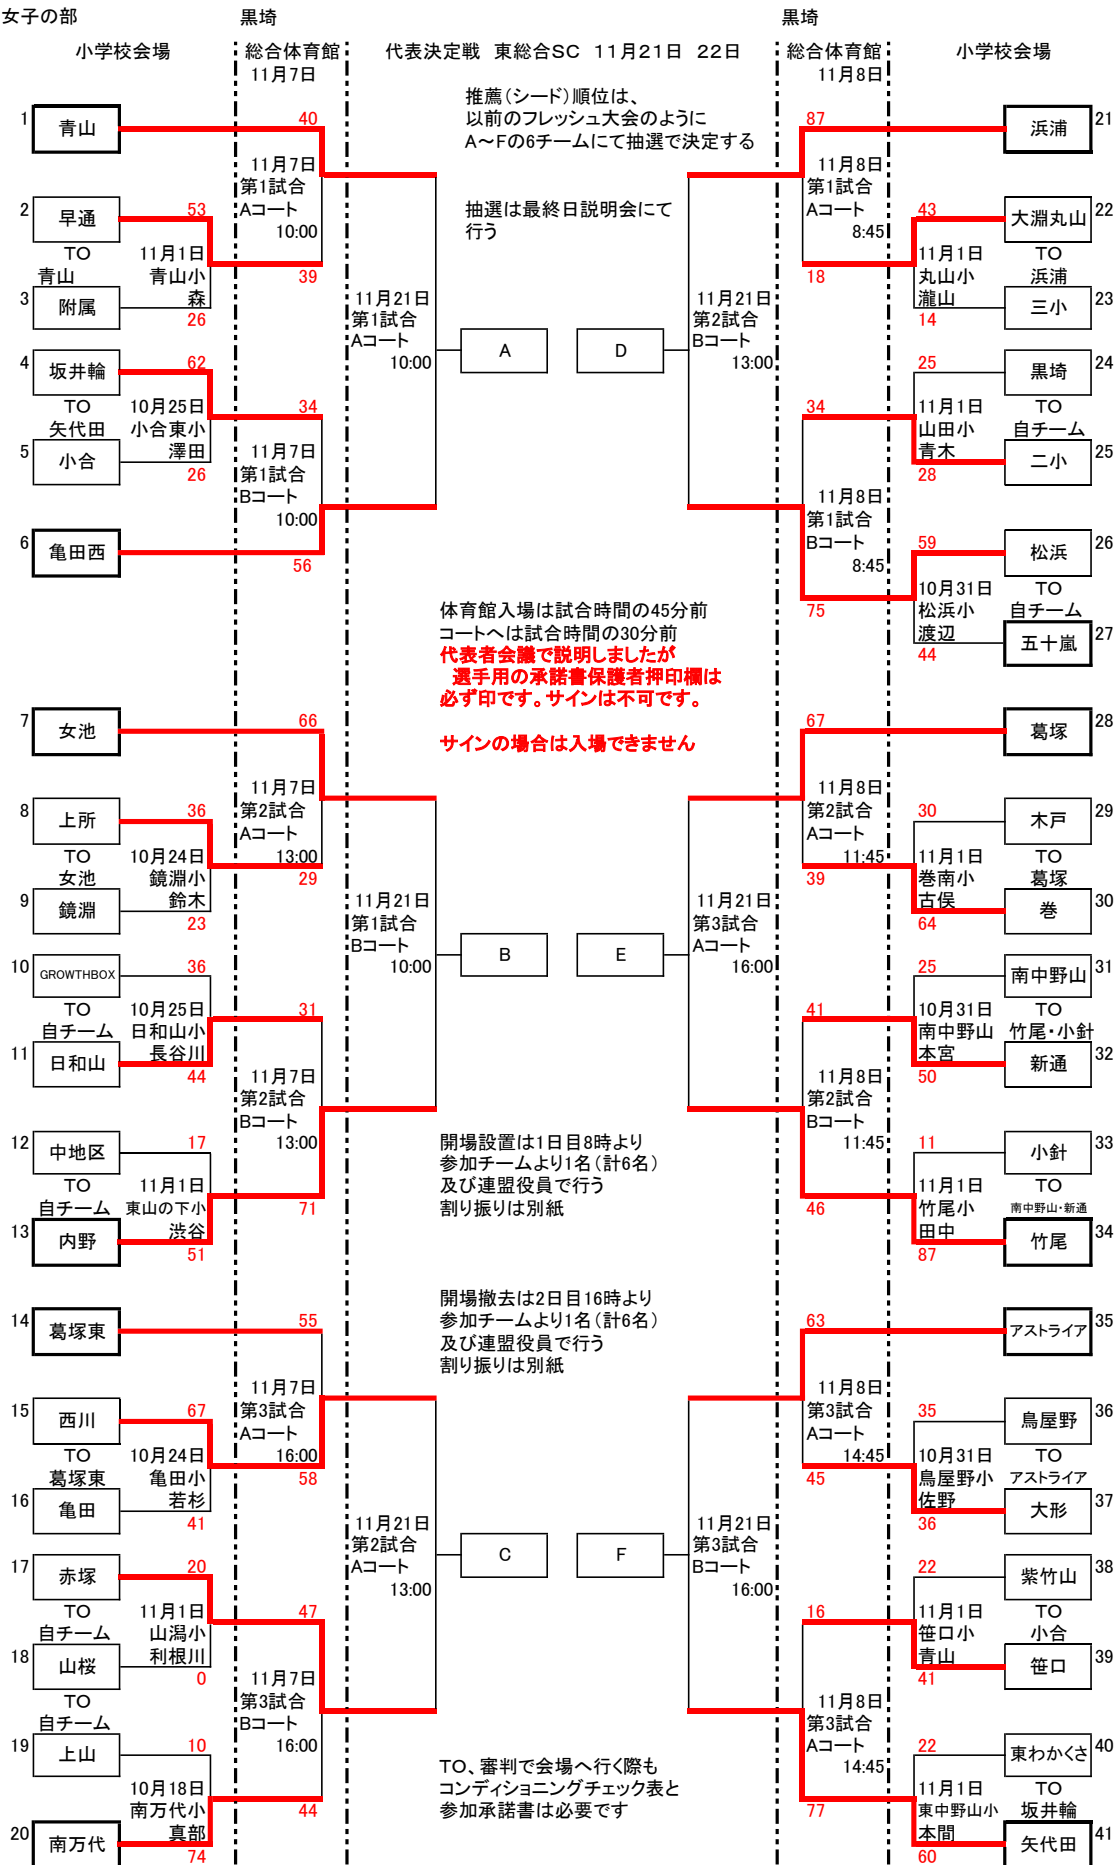 女子の部
黒埼
黒埼
小学校会場
総合体育館
代表決定戦 東総合SC 11月21日 22日
総合体育館
小学校会場
11月7日
11月8日
推薦(シード)順位は、
以前のフレッシュ大会のように
A~Fの6チームにて抽選で決定する
抽選は最終日説明会にて
行う
1
青山
40
11月7日
第1試合
Aコート
10:00
2
早通
53
TO
青山
11月1日
青山小
森
39
3
附属
26
11月21日
第1試合
Aコート
10:00
A
4
坂井輪
62
TO
矢代田
10月25日
小合東小
澤田
34
5
小合
26
11月7日
第1試合
Bコート
10:00
6
亀田西
56
87
浜浦
21
11月8日
第1試合
Aコート
8:45
43
大淵丸山
22
11月1日
丸山小
瀧山
TO
浜浦
18
14
三小
23
11月21日
第2試合
Bコート
13:00
D
25
黒埼
24
34
11月1日
山田小
青木
TO
自チーム
28
二小
25
11月8日
第1試合
Bコート
8:45
59
松浜
26
75
10月31日
松浜小
渡辺
TO
自チーム
44
五十嵐
27
体育館入場は試合時間の45分前
コートへは試合時間の30分前
代表者会議で説明しましたが
選手用の承諾書保護者押印欄は
必ず印です。サインは不可です。
サインの場合は入場できません
7
女池
66
11月7日
第2試合
Aコート
13:00
8
上所
36
TO
女池
10月24日
鏡淵小
鈴木
29
9
鏡淵
23
11月21日
第1試合
Bコート
10:00
B
10
GROWTHBOX
36
TO
自チーム
10月25日
日和山小
長谷川
31
11
日和山
44
11月7日
第2試合
Bコート
13:00
12
中地区
17
TO
自チーム
11月1日
東山の下小
渋谷
71
13
内野
51
67
葛塚
28
11月8日
第2試合
Aコート
11:45
30
木戸
29
39
11月1日
巻南小
古俣
TO
葛塚
64
巻
30
11月21日
第3試合
Aコート
16:00
E
25
南中野山
31
41
10月31日
南中野山
本宮
TO
竹尾・小針
50
新通
32
11月8日
第2試合
Bコート
11:45
11
小針
33
46
11月1日
竹尾小
田中
TO
南中野山・新通
87
竹尾
34
開場設置は1日目8時より
参加チームより1名(計6名)
及び連盟役員で行う
割り振りは別紙
開場撤去は2日目16時より
参加チームより1名(計6名)
及び連盟役員で行う
割り振りは別紙
14
葛塚東
55
11月7日
第3試合
Aコート
16:00
15
西川
67
TO
葛塚東
10月24日
亀田小
若杉
58
16
亀田
41
11月21日
第2試合
Aコート
13:00
C
17
赤塚
20
TO
自チーム
11月1日
山潟小
利根川
47
18
山桜
0
TO
自チーム
11月7日
第3試合
Bコート
16:00
19
上山
10
10月18日
南万代小
真部
44
20
南万代
74
63
アストライア
35
11月8日
第3試合
Aコート
14:45
35
鳥屋野
36
45
10月31日
鳥屋野小
佐野
TO
アストライア
36
大形
37
11月21日
第3試合
Bコート
16:00
F
22
紫竹山
38
16
11月1日
笹口小
青山
TO
小合
41
笹口
39
11月8日
第3試合
Aコート
14:45
22
東わかくさ
40
77
11月1日
東中野山小
本間
TO
坂井輪
60
矢代田
41
TO、審判で会場へ行く際も
コンディショニングチェック表と
参加承諾書は必要です